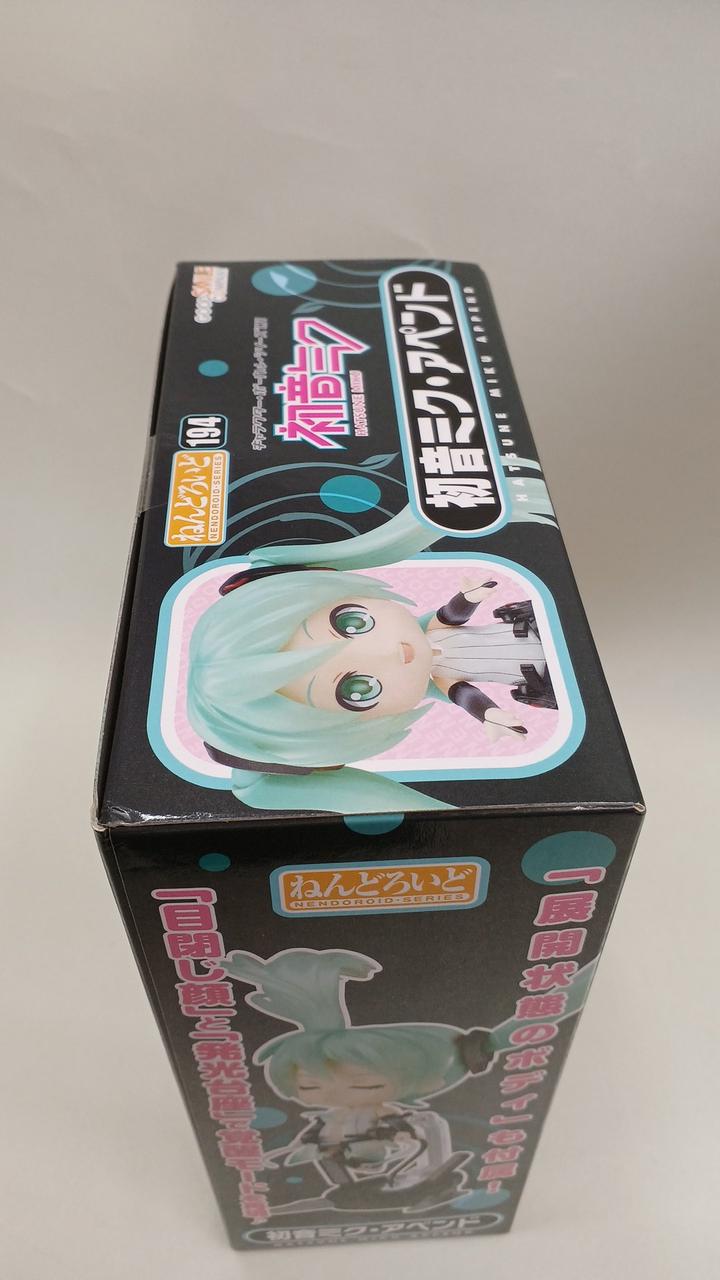 GOOD SMILE
COMPANY
キャラクター・ボーカル・シリーズ01
初音ミク
HATSUNE MIKU
194
ねんどろいど
NENDOROID·SERIES
初音ミク・アペンド
HATSUNE MIKU APPEND
ねんどろいど
NENDOROID·SERIES
「展開状態のボディ」も付属！
「目閉じ顔」と「発光台座」で
初音ミク・アペンド
HATSUNE MIKU APPEND